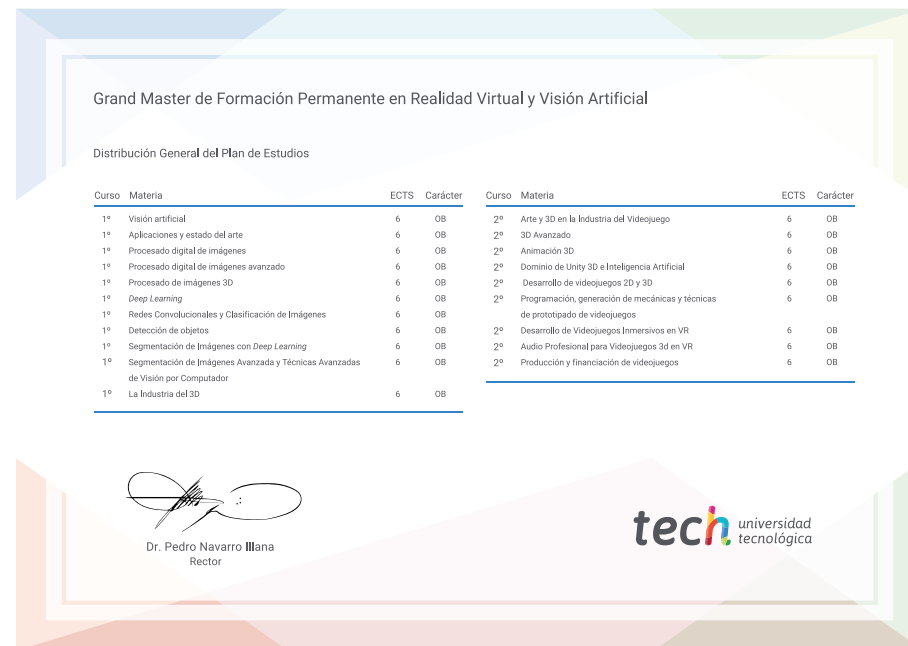 Grand Master de Formación Permanente en Realidad Virtual y Visión Artificial
Distribución General del Plan de Estudios
Curso Materia ECTS Carácter
1º Visión artificial 6 OB
1º Aplicaciones y estado del arte 6 OB
1º Procesado digital de imágenes 6 OB
1º Procesado digital de imágenes avanzado 6 OB
1º Procesado de imágenes 3D 6 OB
1º Deep Learning 6 OB
1º Redes Convolucionales y Clasificación de Imágenes 6 OB
1º Detección de objetos 6 OB
1º Segmentación de Imágenes con Deep Learning 6 OB
1º Segmentación de Imágenes Avanzada y Técnicas Avanzadas 6 OB
de Visión por Computador
1º La Industria del 3D 6 OB
Curso Materia ECTS Carácter
2º Arte y 3D en la Industria del Videojuego 6 OB
2º 3D Avanzado 6 OB
2º Animación 3D 6 OB
2º Dominio de Unity 3D e Inteligencia Artificial 6 OB
2º Desarrollo de videojuegos 2D y 3D 6 OB
2º Programación, generación de mecánicas y técnicas 6 OB
de prototipado de videojuegos
2º Desarrollo de Videojuegos Inmersivos en VR 6 OB
2º Audio Profesional para Videojuegos 3d en VR 6 OB
2º Producción y financiación de videojuegos 6 OB
Dr. Pedro Navarro Illana
Rector
tech universidad
tecnológica